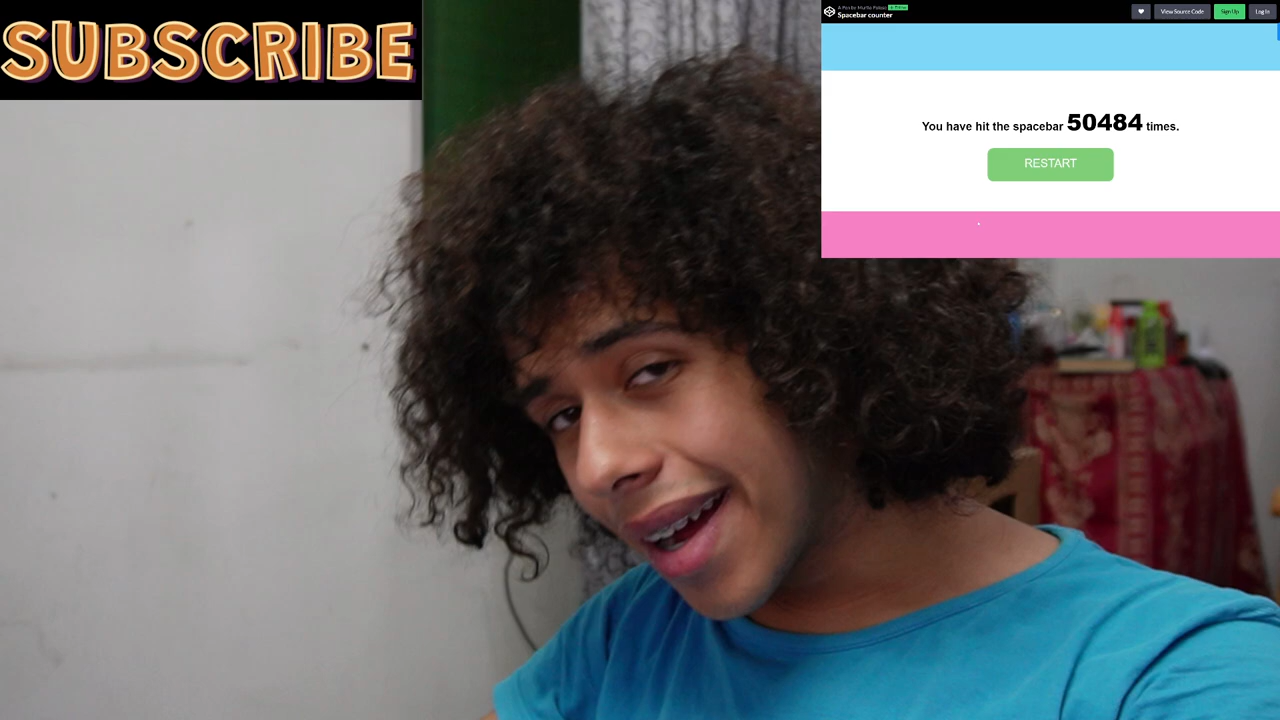 SUBSCRIBE
Spacebar counter
View Source Code
Sign Up
Log In
You have hit the spacebar 50484 times.
RESTART